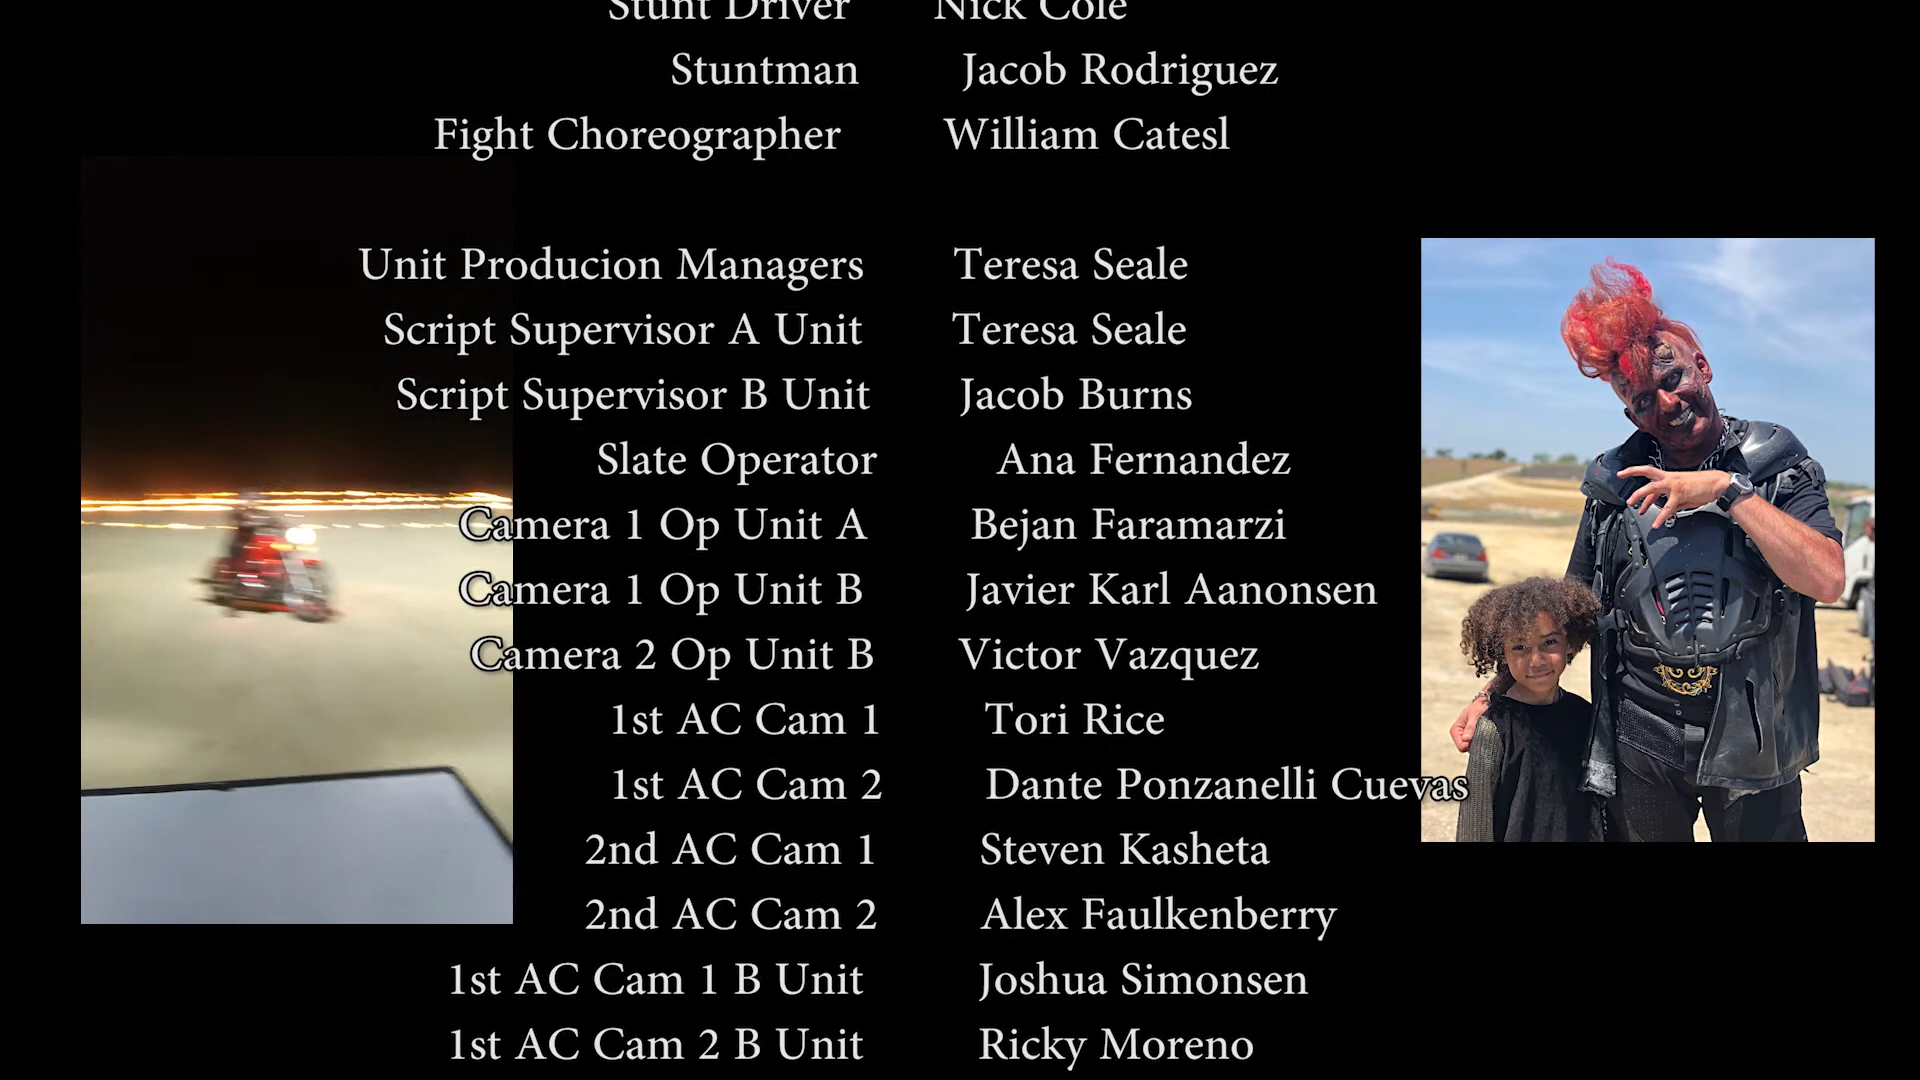 Stunt Driver Nick Cole
Stuntman Jacob Rodriguez
Fight Choreographer William Catesl
Unit Producion Managers Teresa Seale
Script Supervisor A Unit Teresa Seale
Script Supervisor B Unit Jacob Burns
Slate Operator Ana Fernandez
Camera 1 Op Unit A Bejan Faramarzi
Camera 1 Op Unit B Javier Karl Aanonsen
Camera 2 Op Unit B Victor Vazquez
1st AC Cam 1 Tori Rice
1st AC Cam 2 Dante Ponzanelli Cuevas
2nd AC Cam 1 Steven Kasheta
2nd AC Cam 2 Alex Faulkenberry
1st AC Cam 1 B Unit Joshua Simonsen
1st AC Cam 2 B Unit Ricky Moreno